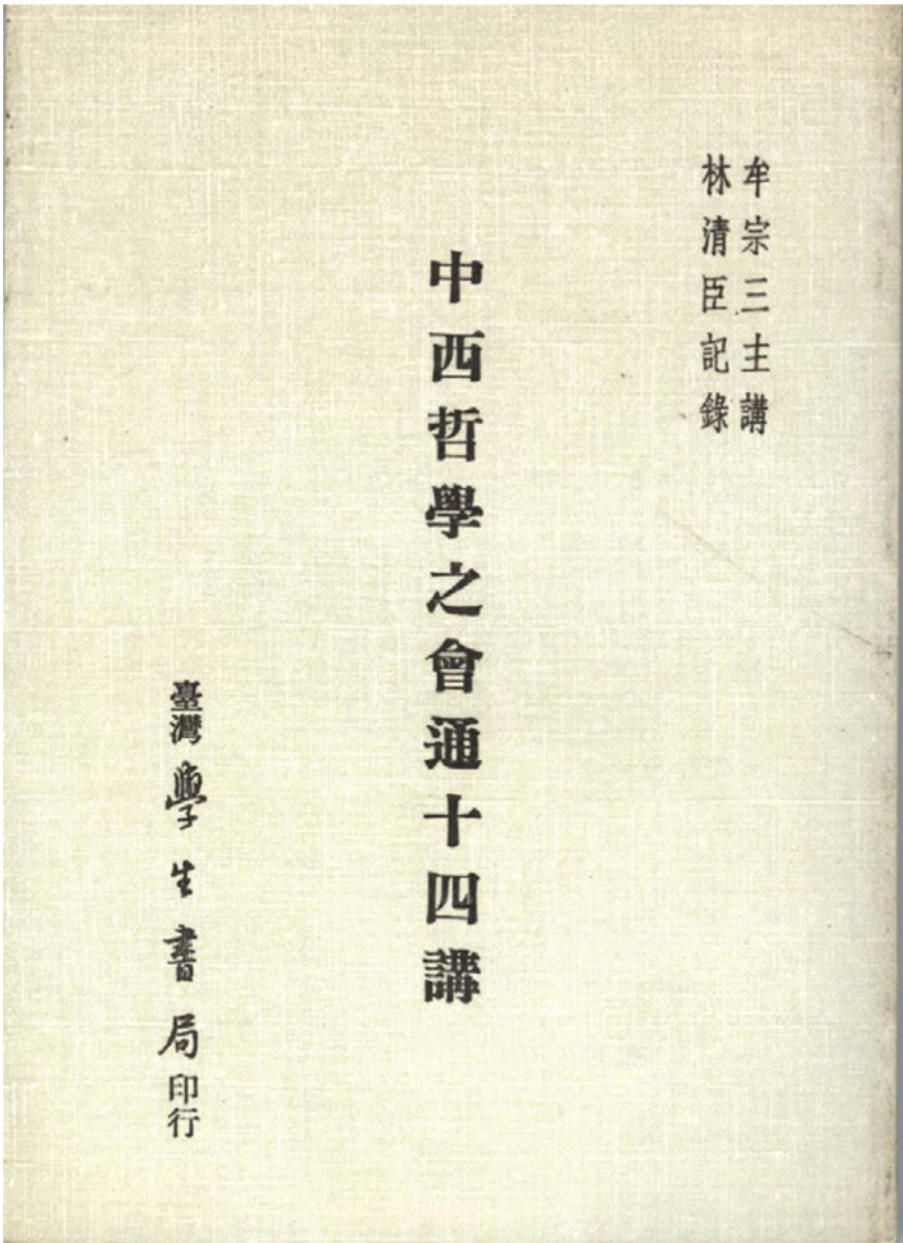 牟宗三主講
林清臣記錄
中西哲學之會通十四講
臺灣學生書局印行